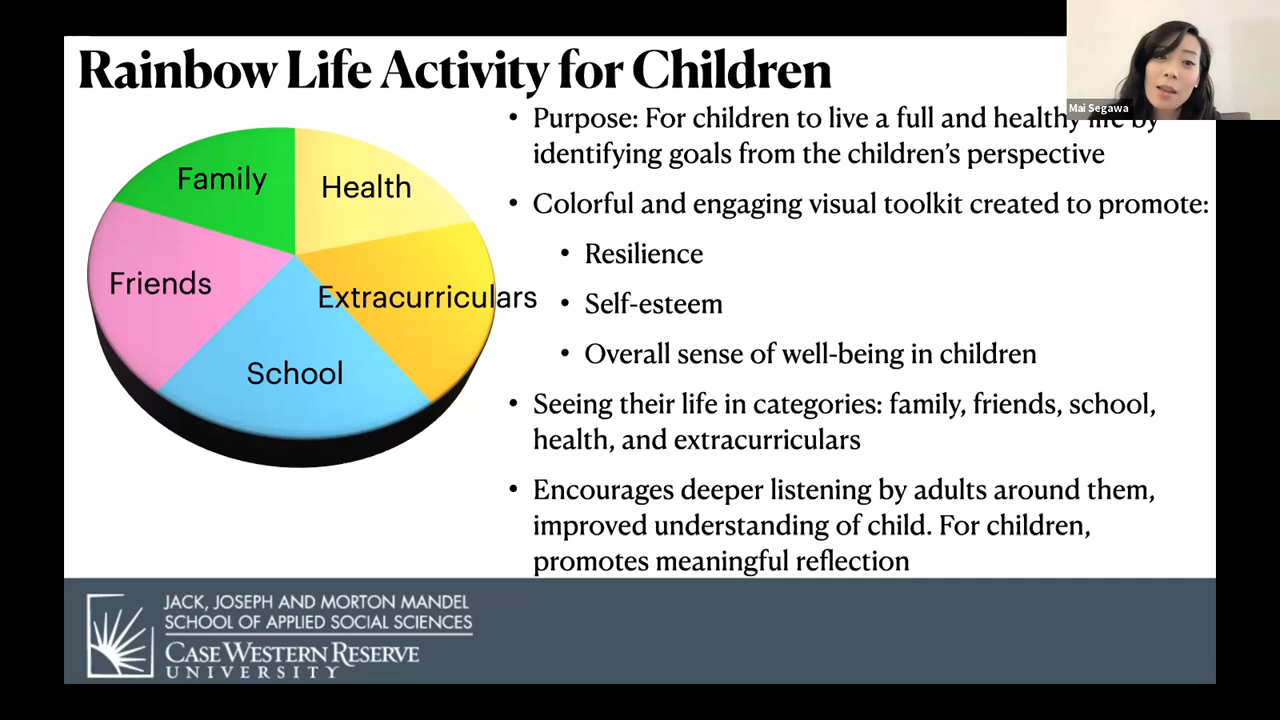 Rainbow Life Activity for Children
Mai Segawa
Family
Health
Friends
Extracurriculars
School
• Purpose: For children to live a full and healthy life by
identifying goals from the children's perspective
• Colorful and engaging visual toolkit created to promote:
• Resilience
• Self-esteem
• Overall sense of well-being in children
• Seeing their life in categories: family, friends, school,
health, and extracurriculars
• Encourages deeper listening by adults around them,
improved understanding of child. For children,
promotes meaningful reflection
JACK, JOSEPH AND MORTON MANDEL
SCHOOL OF APPLIED SOCIAL SCIENCES
CASE WESTERN RESERVE
UNIVERSITY